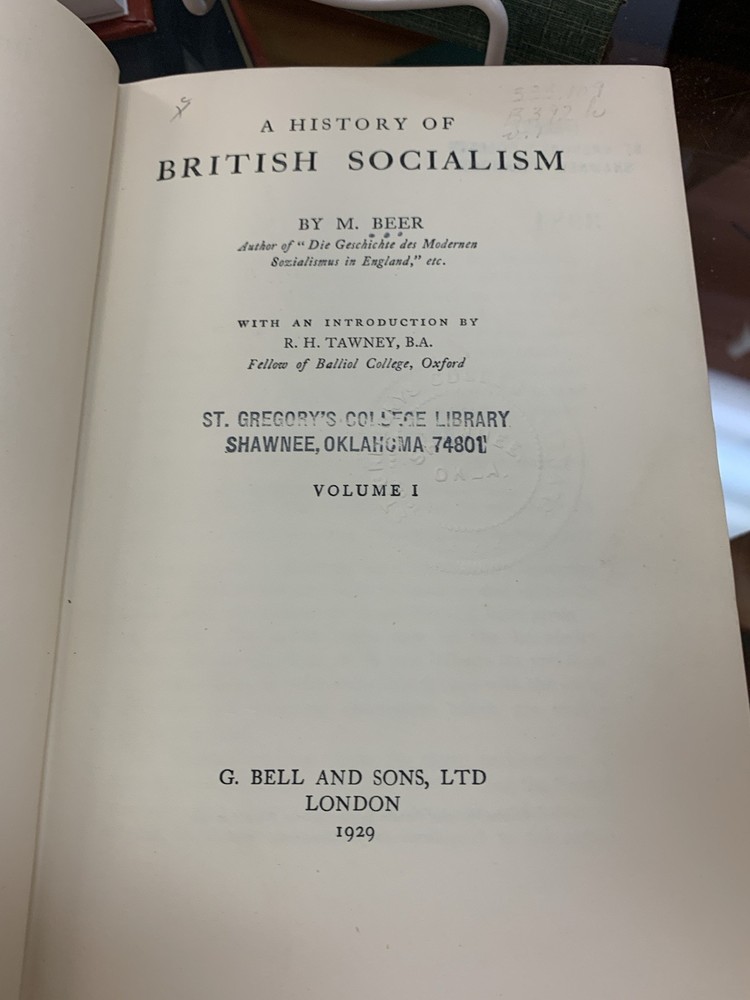 A HISTORY OF
BRITISH SOCIALISM
BY M. BEER
Author of "Die Geschichte des Modernen
Sozialismus in England," etc.
WITH AN INTRODUCTION BY
R. H. TAWNEY, B.A.
Fellow of Balliol College, Oxford
ST. GREGORY'S COLLEGE LIBRARY
SHAWNEE, OKLAHOMA 74801
VOLUME I
G. BELL AND SONS, LTD
LONDON
1929